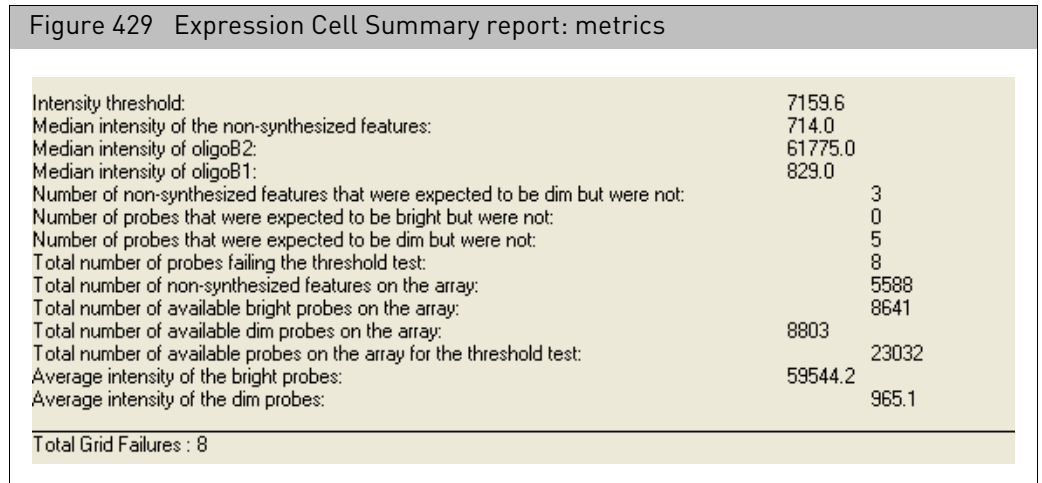 Figure 429 Expression Cell Summary report: metrics
Intensity threshold: 7159.6
Median intensity of the non-synthesized features: 714.0
Median intensity of oligoB2: 61775.0
Median intensity of oligoB1: 829.0
Number of non-synthesized features that were expected to be dim but were not: 3
Number of probes that were expected to be bright but were not: 0
Number of probes that were expected to be dim but were not: 5
Total number of probes failing the threshold test: 8
Total number of non-synthesized features on the array: 5588
Total number of available bright probes on the array: 8641
Total number of available dim probes on the array: 8803
Total number of available probes on the array for the threshold test: 23032
Average intensity of the bright probes: 59544.2
Average intensity of the dim probes: 965.1
Total Grid Failures : 8